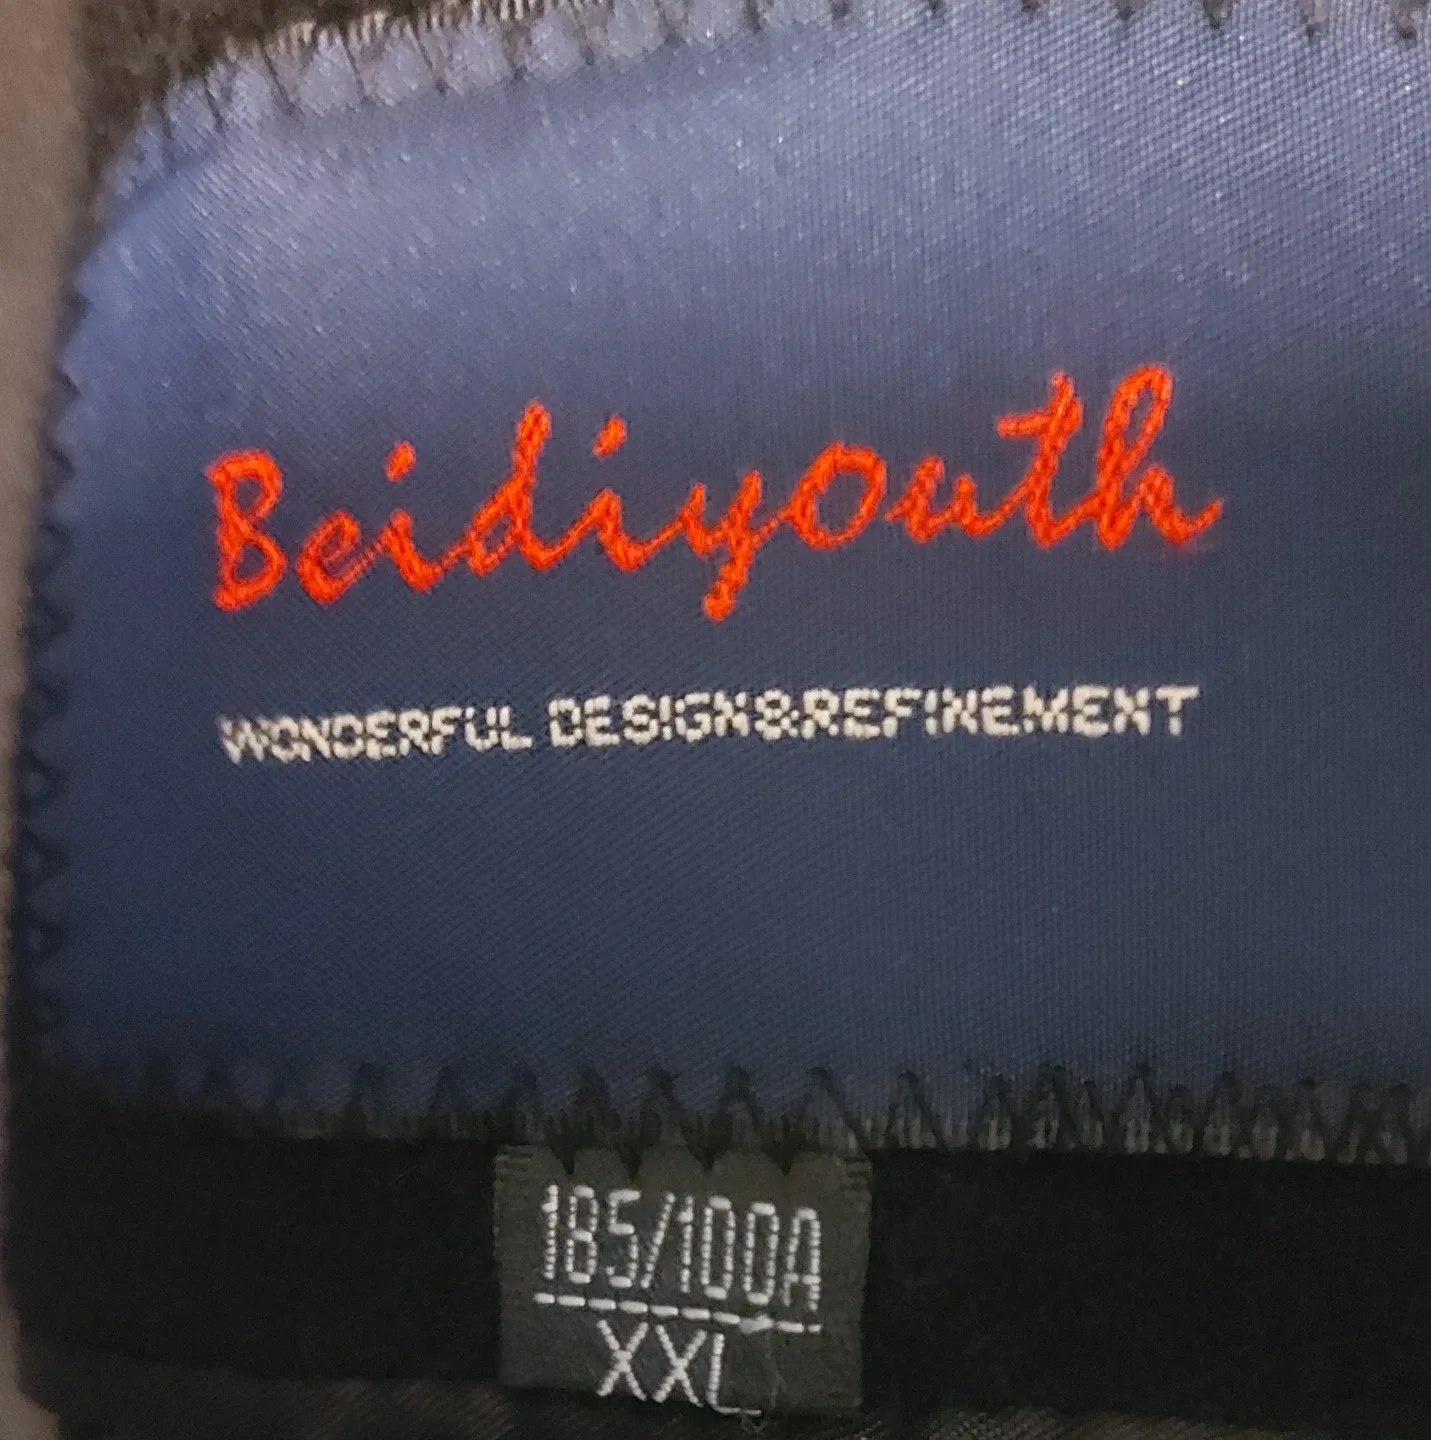 Beidiyouth
WONDERFUL DESIGN&REFINEMENT
185/100A
XXL